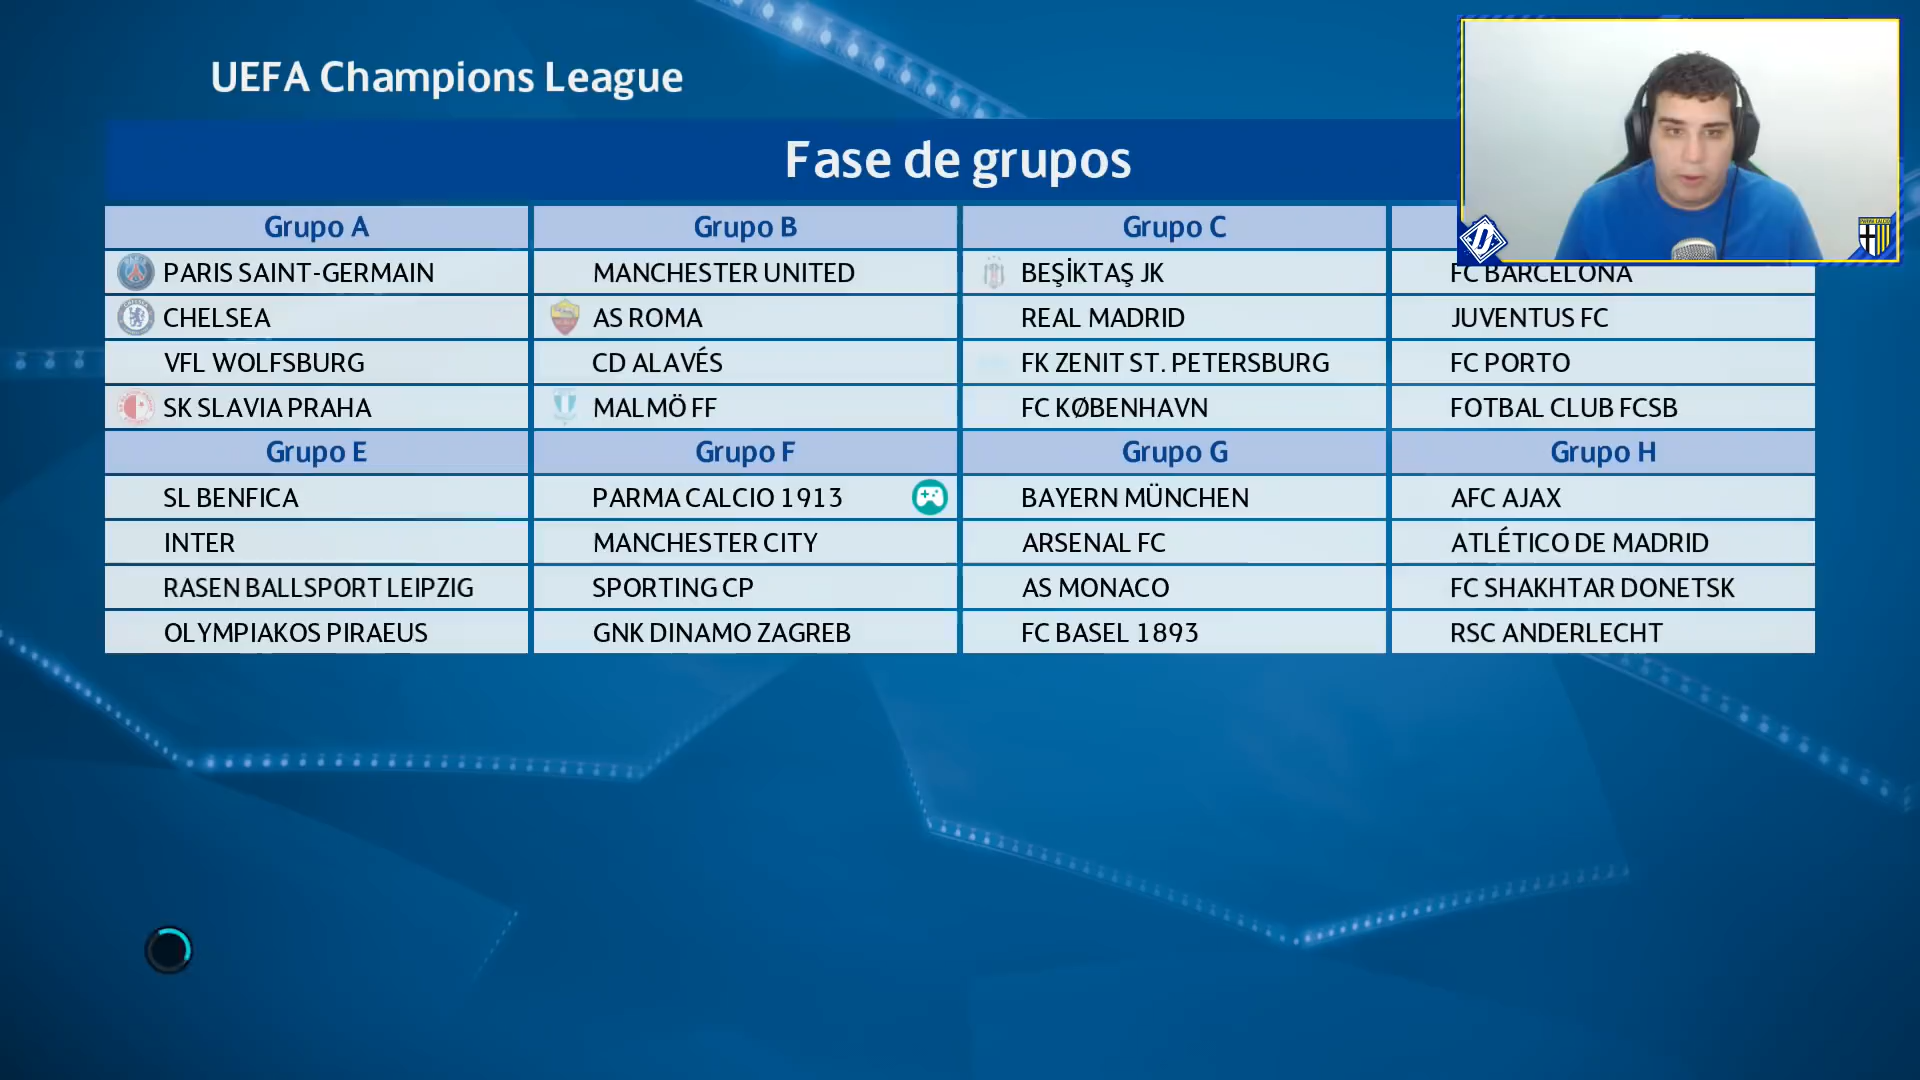 UEFA Champions League
Fase de grupos
Grupo A
PARIS SAINT-GERMAIN
CHELSEA
VFL WOLFSBURG
SK SLAVIA PRAHA
Grupo B
MANCHESTER UNITED
AS ROMA
CD ALAVÉS
MALMÖ FF
Grupo C
BEŞİKTAŞ JK
REAL MADRID
FK ZENIT ST. PETERSBURG
FC KØBENHAVN
FC BARCELONA
JUVENTUS FC
FC PORTO
FOTBAL CLUB FCSB
Grupo E
SL BENFICA
INTER
RASEN BALLSPORT LEIPZIG
OLYMPIAKOS PIRAEUS
Grupo F
PARMA CALCIO 1913
MANCHESTER CITY
SPORTING CP
GNK DINAMO ZAGREB
Grupo G
BAYERN MÜNCHEN
ARSENAL FC
AS MONACO
FC BASEL 1893
Grupo H
AFC AJAX
ATLÉTICO DE MADRID
FC SHAKHTAR DONETSK
RSC ANDERLECHT